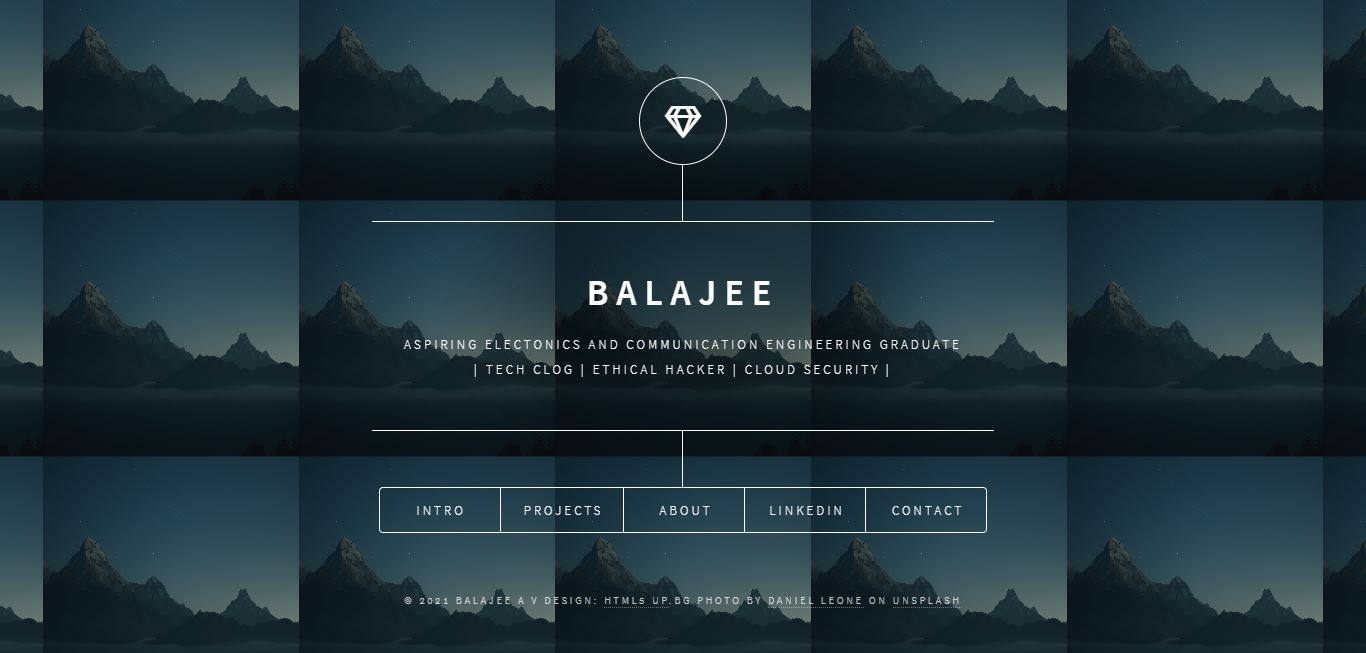 BALAJEE
ASPIRING ELECTONICS AND COMMUNICATION ENGINEERING GRADUATE
| TECH CLOG | ETHICAL HACKER | CLOUD SECURITY |
INTRO PROJECTS ABOUT LINKEDIN CONTACT
© 2021 BALAJEE A V DESIGN: HTML5 UP.BG PHOTO BY DANIEL LEONE ON UNSPLASH